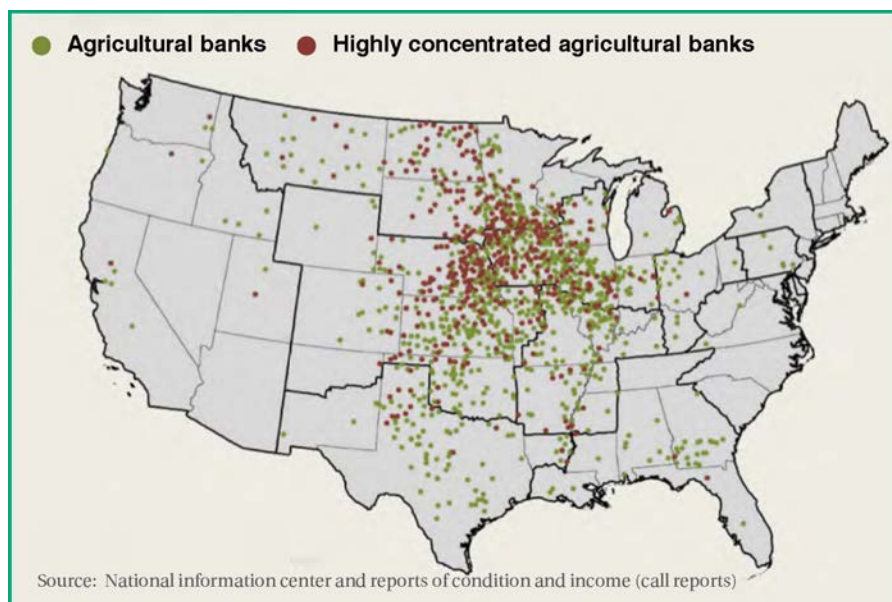 Agricultural banks
Highly concentrated agricultural banks
Source: National information center and reports of condition and income (call reports)